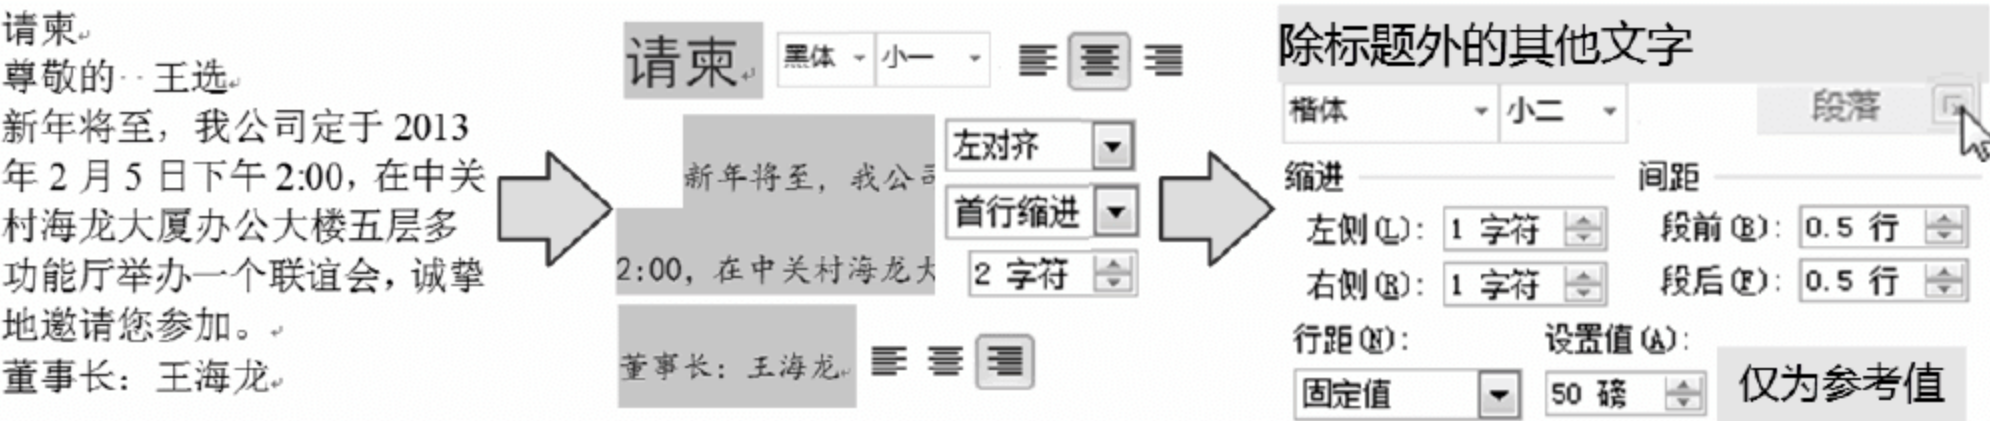 请柬
尊敬的 王选
新年将至，我公司定于 2013
年 2 月 5 日下午 2:00, 在中关
村海龙大厦办公大楼五层多
功能厅举办一个联谊会, 诚挚
地邀请您参加。
董事长：王海龙
请柬
黑体 小一
新年将至，我公司
左对齐
首行缩进
2:00，在中关村海龙大
2 字符
董事长：王海龙
除标题外的其他文字
楷体 小二 段落
缩进 间距
左侧(L): 1 字符 段前(B): 0.5 行
右侧(R): 1 字符 段后(F): 0.5 行
行距(N): 设置值(A):
固定值 50 磅 仅为参考值